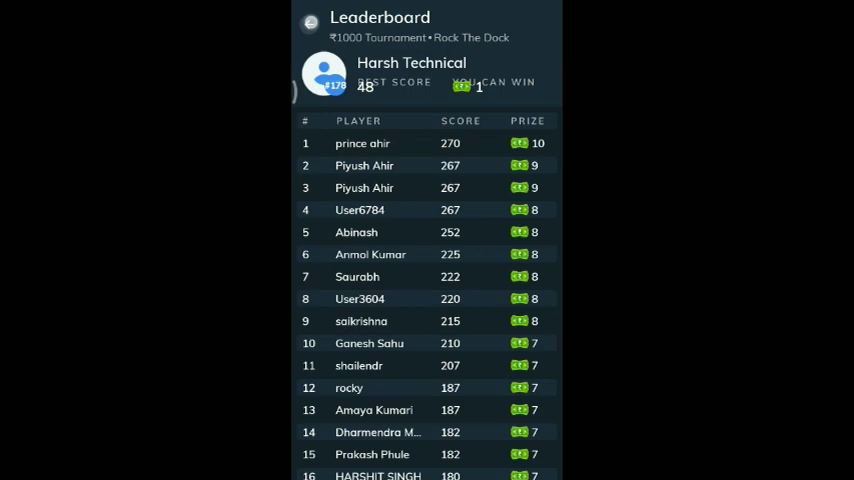 Leaderboard
₹1000 Tournament • Rock The Dock
Harsh Technical
#178
BEST SCORE YOU CAN WIN
48 1
# PLAYER SCORE PRIZE
1 prince ahir 270 10
2 Piyush Ahir 267 9
3 Piyush Ahir 267 9
4 User6784 267 8
5 Abinash 252 8
6 Anmol Kumar 225 8
7 Saurabh 222 8
8 User3604 220 8
9 saikrishna 215 8
10 Ganesh Sahu 210 7
11 shailendr 207 7
12 rocky 187 7
13 Amaya Kumari 187 7
14 Dharmendra M... 182 7
15 Prakash Phule 182 7
16 HARSHIT SINGH 180 7